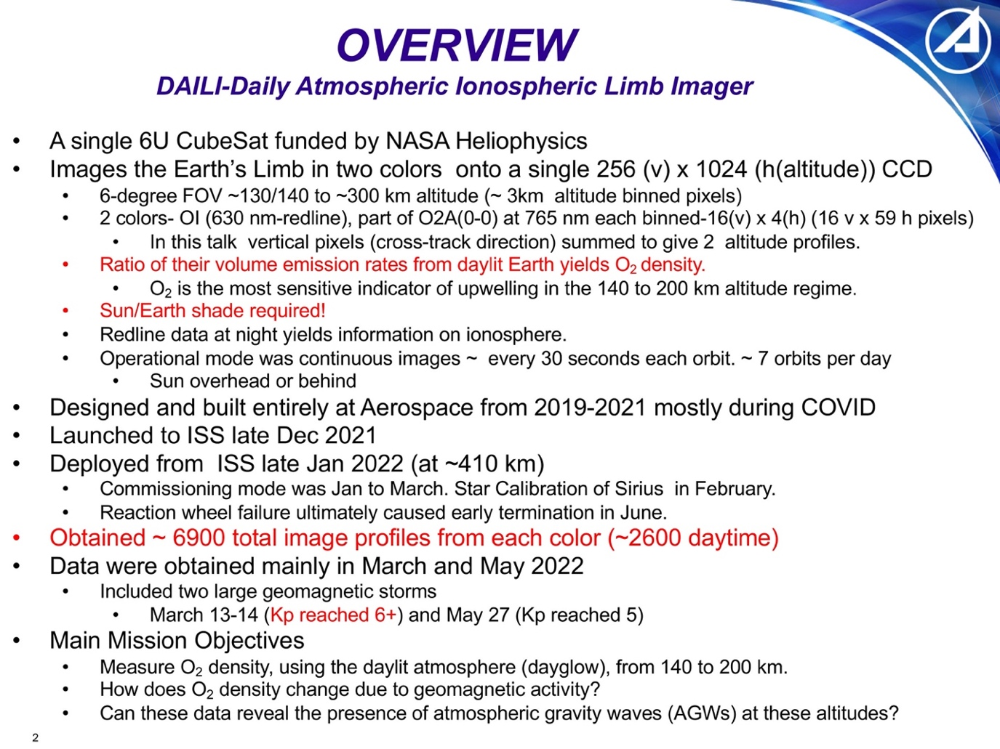 OVERVIEW
DAILI-Daily Atmospheric Ionospheric Limb Imager
• A single 6U CubeSat funded by NASA Heliophysics
• Images the Earth’s Limb in two colors  onto a single 256 (v) x 1024 (h(altitude)) CCD
• 6-degree FOV ~130/140 to ~300 km altitude (~ 3km  altitude binned pixels)
• 2 colors- OI (630 nm-redline), part of O2A(0-0) at 765 nm each binned-16(v) x 4(h) (16 v x 59 h pixels)
• In this talk  vertical pixels (cross-track direction) summed to give 2  altitude profiles.
• Ratio of their volume emission rates from daylit Earth yields O₂ density.
• O₂ is the most sensitive indicator of upwelling in the 140 to 200 km altitude regime.
• Sun/Earth shade required!
• Redline data at night yields information on ionosphere.
• Operational mode was continuous images ~  every 30 seconds each orbit. ~ 7 orbits per day
• Sun overhead or behind
• Designed and built entirely at Aerospace from 2019-2021 mostly during COVID
• Launched to ISS late Dec 2021
• Deployed from  ISS late Jan 2022 (at ~410 km)
• Commissioning mode was Jan to March. Star Calibration of Sirius  in February.
• Reaction wheel failure ultimately caused early termination in June.
• Obtained ~ 6900 total image profiles from each color (~2600 daytime)
• Data were obtained mainly in March and May 2022
• Included two large geomagnetic storms
• March 13-14 (Kp reached 6+) and May 27 (Kp reached 5)
• Main Mission Objectives
• Measure O₂ density, using the daylit atmosphere (dayglow), from 140 to 200 km.
• How does O₂ density change due to geomagnetic activity?
• Can these data reveal the presence of atmospheric gravity waves (AGWs) at these altitudes?
2